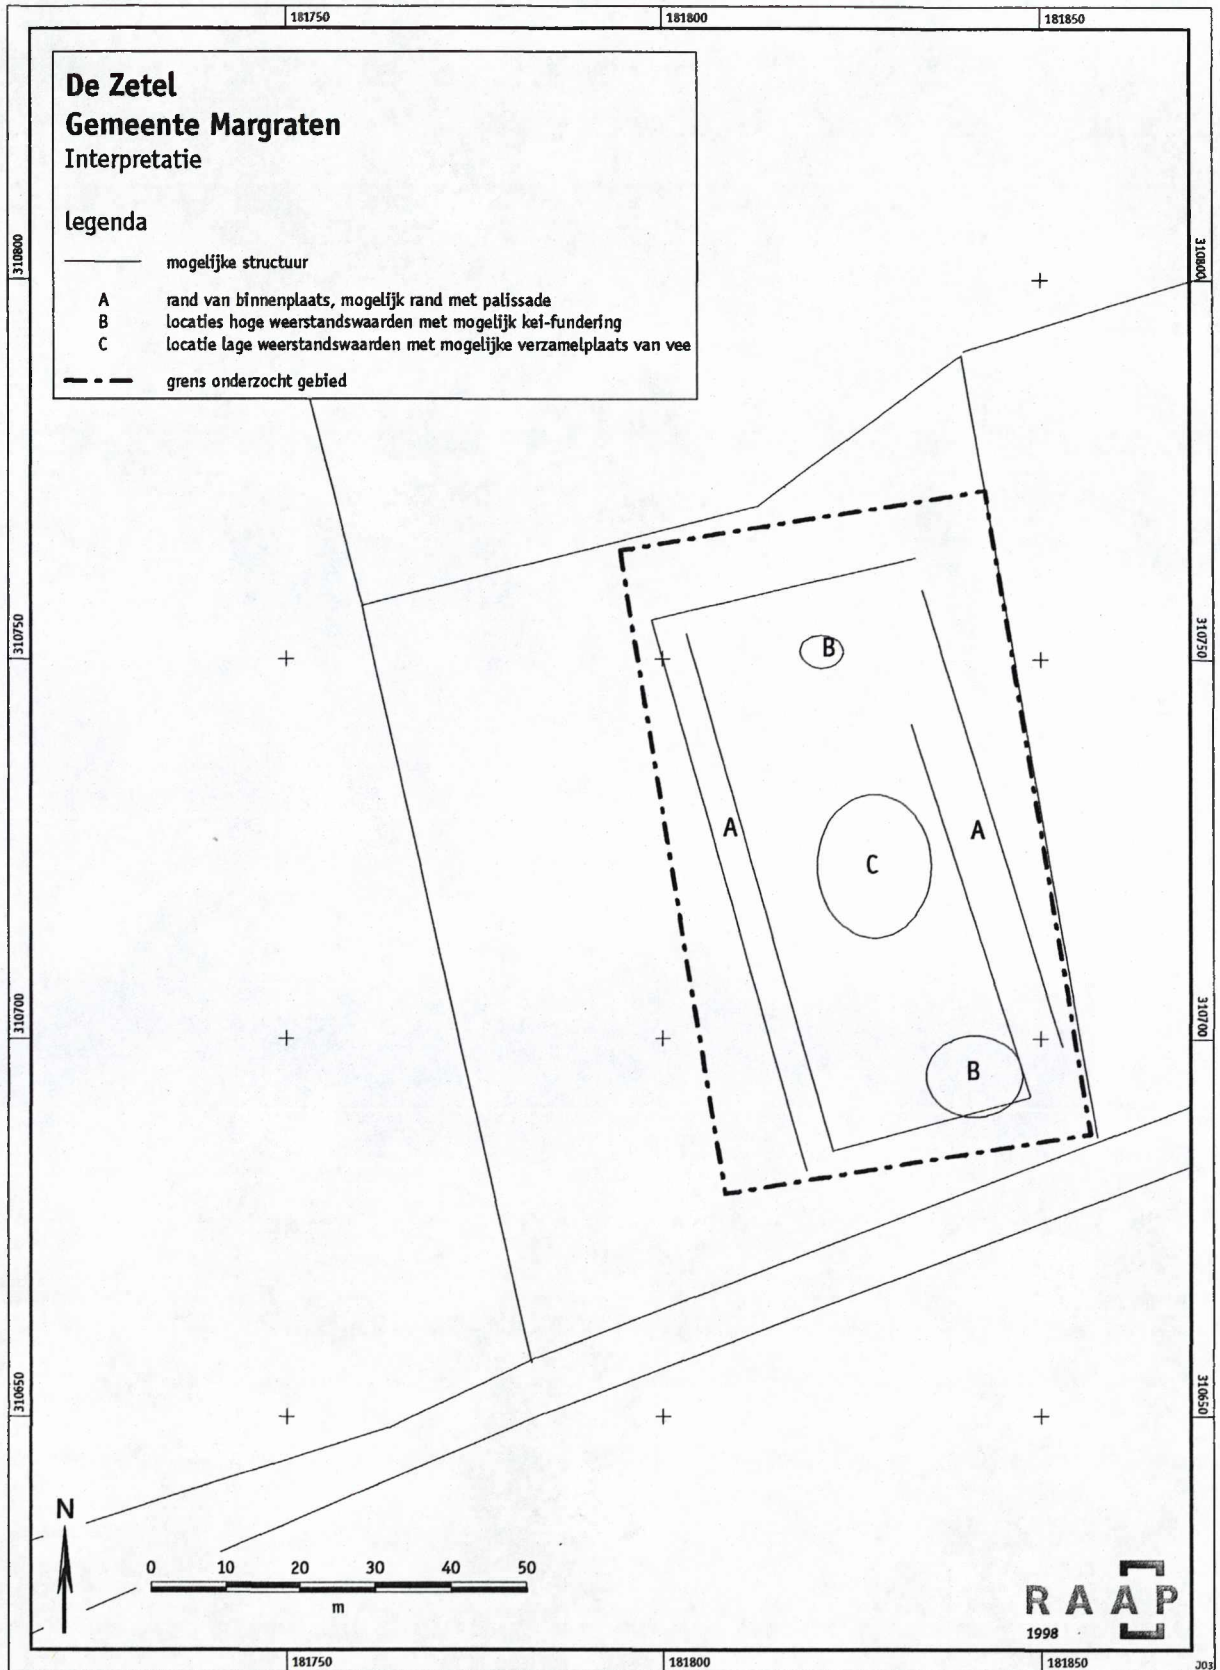 181750
181800
181850
De Zetel
Gemeente Margraten
Interpretatie
legenda
mogelijke structuur
A rand van binnenplaats, mogelijk rand met palissade
B locaties hoge weerstandswaarden met mogelijk kei-fundering
C locatie lage weerstandswaarden met mogelijke verzamelplaats van vee
grens onderzocht gebied
310800
310800
310750
310750
B
A
A
C
310700
310700
B
310650
310650
N
0 10 20 30 40 50
m
RAAP
1998
181750
181800
181850
JO3